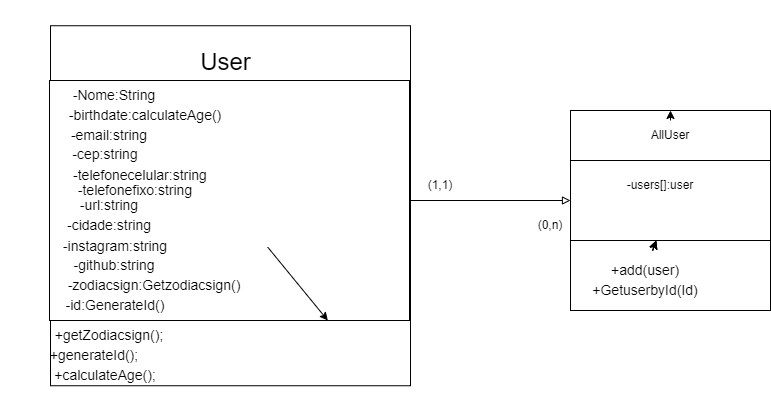 User
-Nome:String
-birthdate:calculateAge()
-email:string
-cep:string
-telefonecelular:string
-telefonefixo:string
-url:string
-cidade:string
-instagram:string
-github:string
-zodiacsign:Getzodiacsign()
-id:GenerateId()
+getZodiacsign();
+generateId();
+calculateAge();
(1,1)
(0,n)
AllUser
-users[]:user
+add(user)
+GetuserbyId(Id)